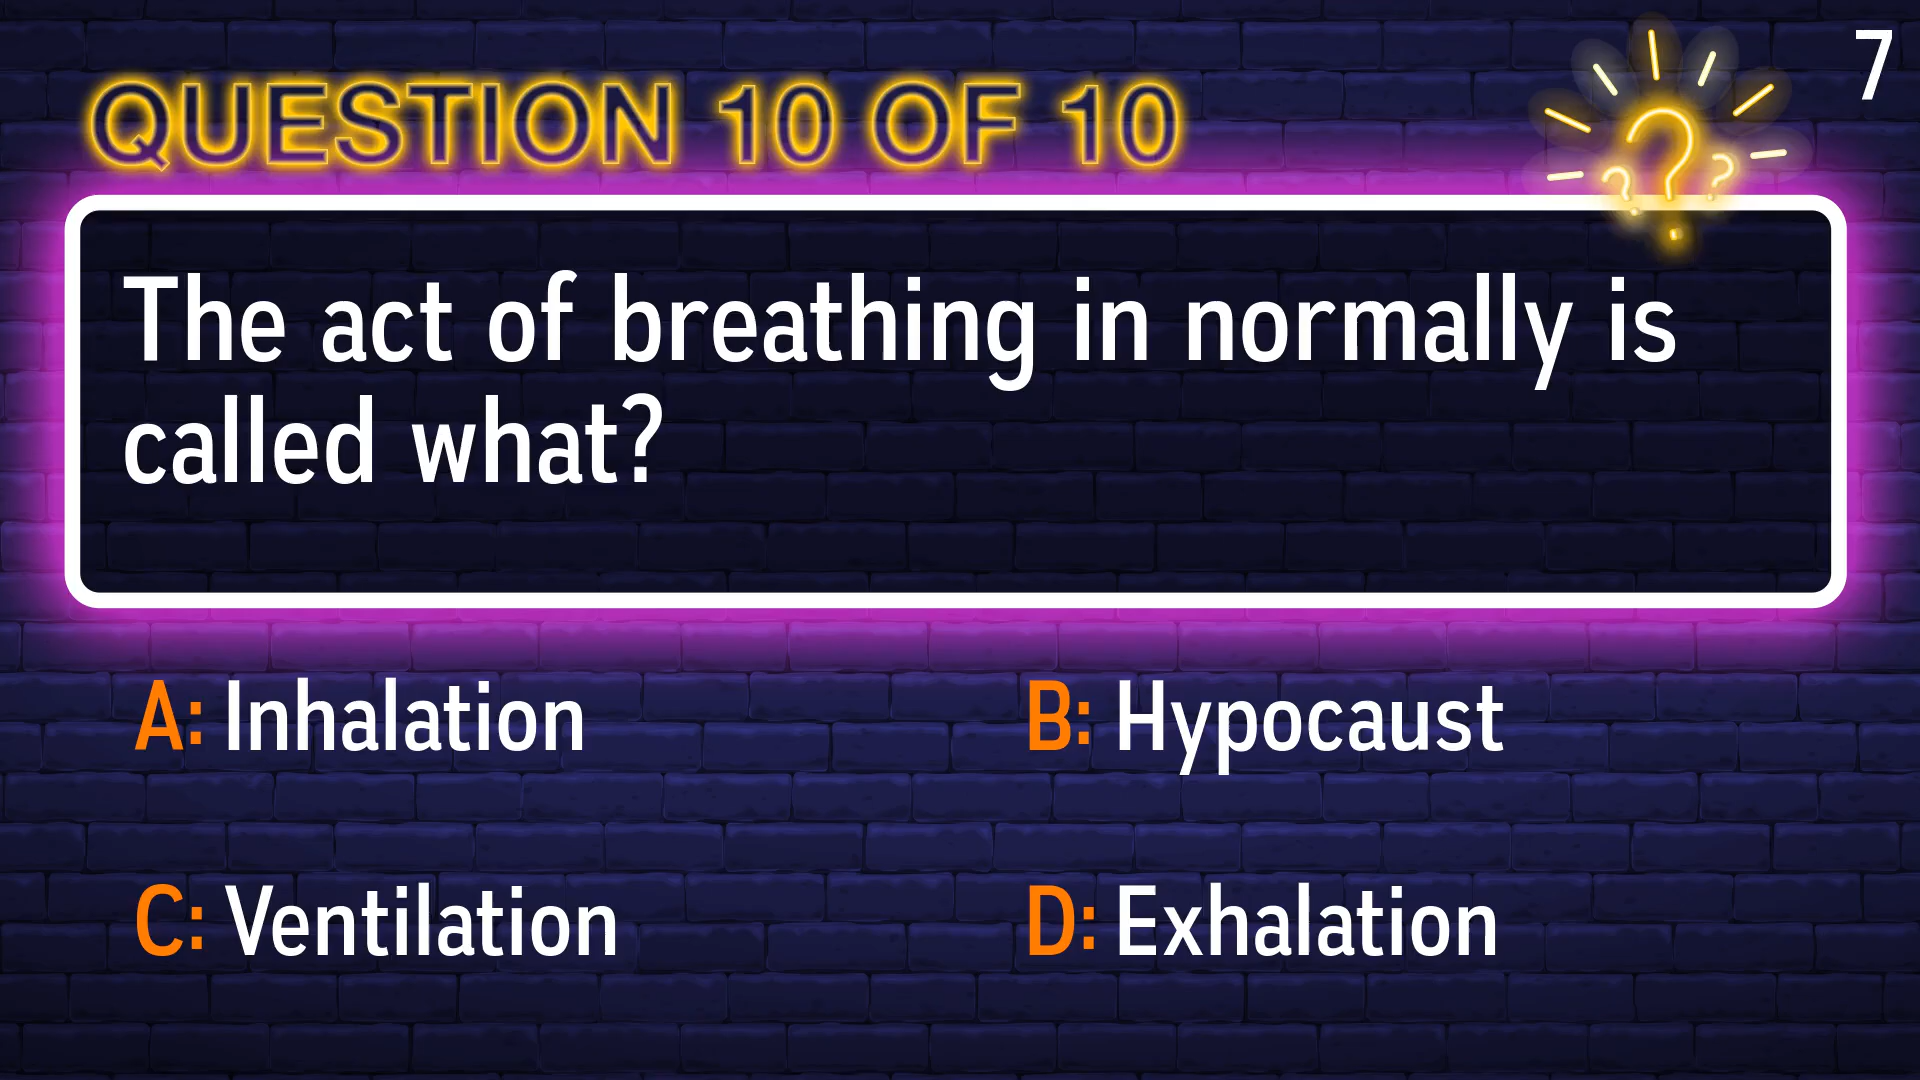 7
QUESTION 10 OF 10
The act of breathing in normally is
called what?
A: Inhalation
B: Hypocaust
C: Ventilation
D: Exhalation